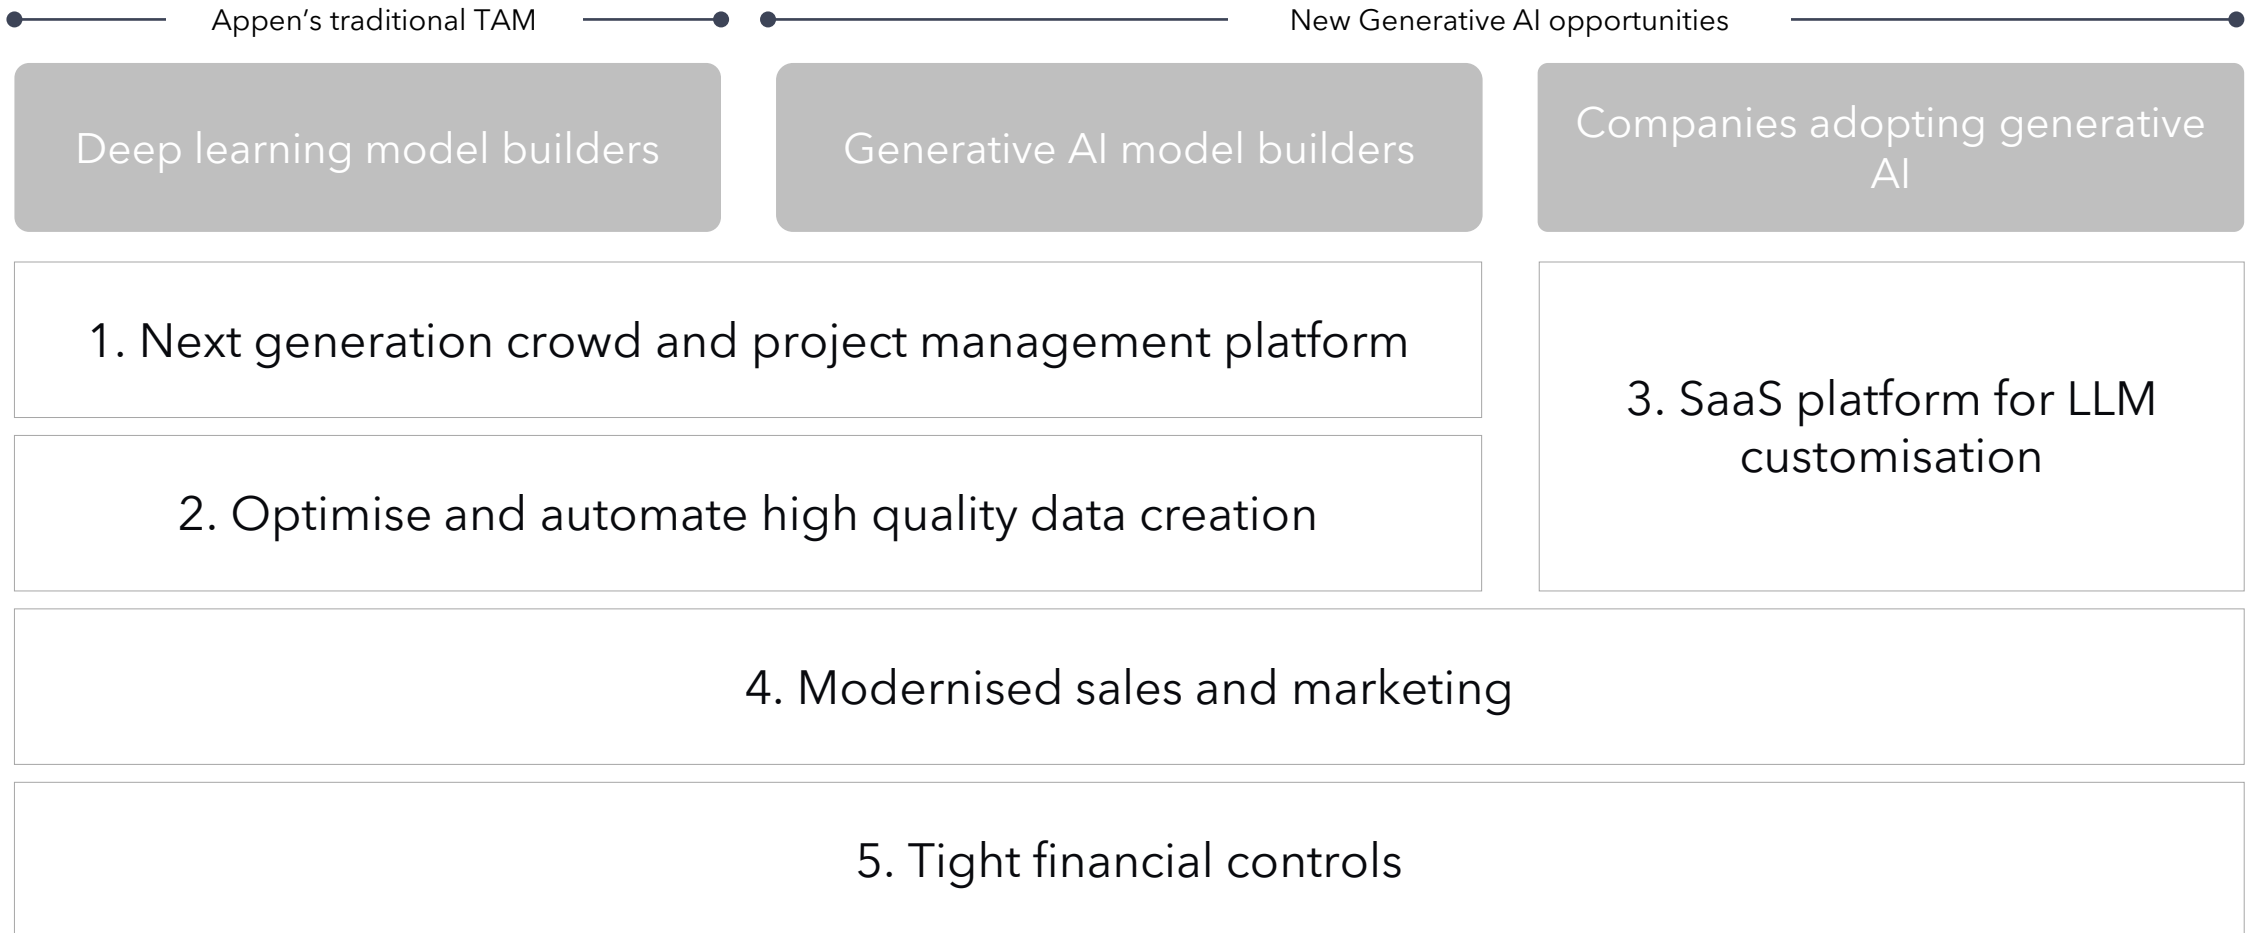 Appen’s traditional TAM
New Generative AI opportunities
Deep learning model builders
Generative AI model builders
Companies adopting generative
AI
1. Next generation crowd and project management platform
2. Optimise and automate high quality data creation
3. SaaS platform for LLM
customisation
4. Modernised sales and marketing
5. Tight financial controls